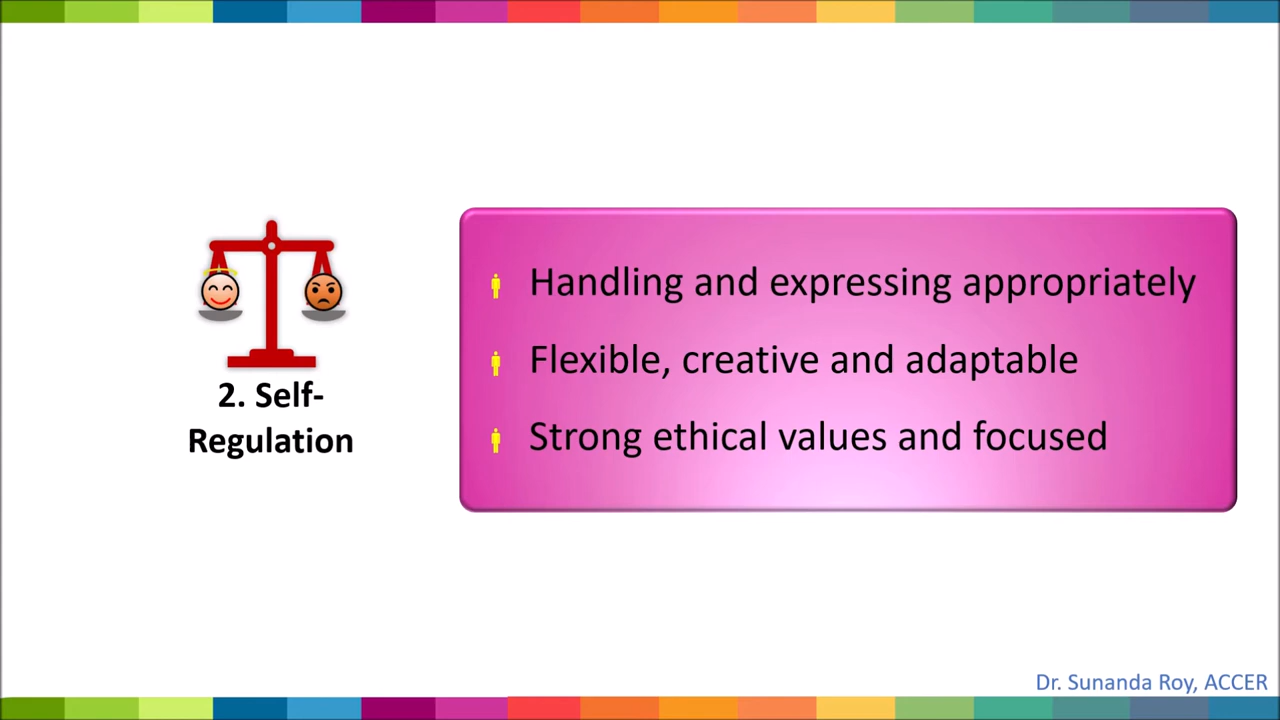 2. Self-
Regulation
Handling and expressing appropriately
Flexible, creative and adaptable
Strong ethical values and focused
Dr. Sunanda Roy, ACCER